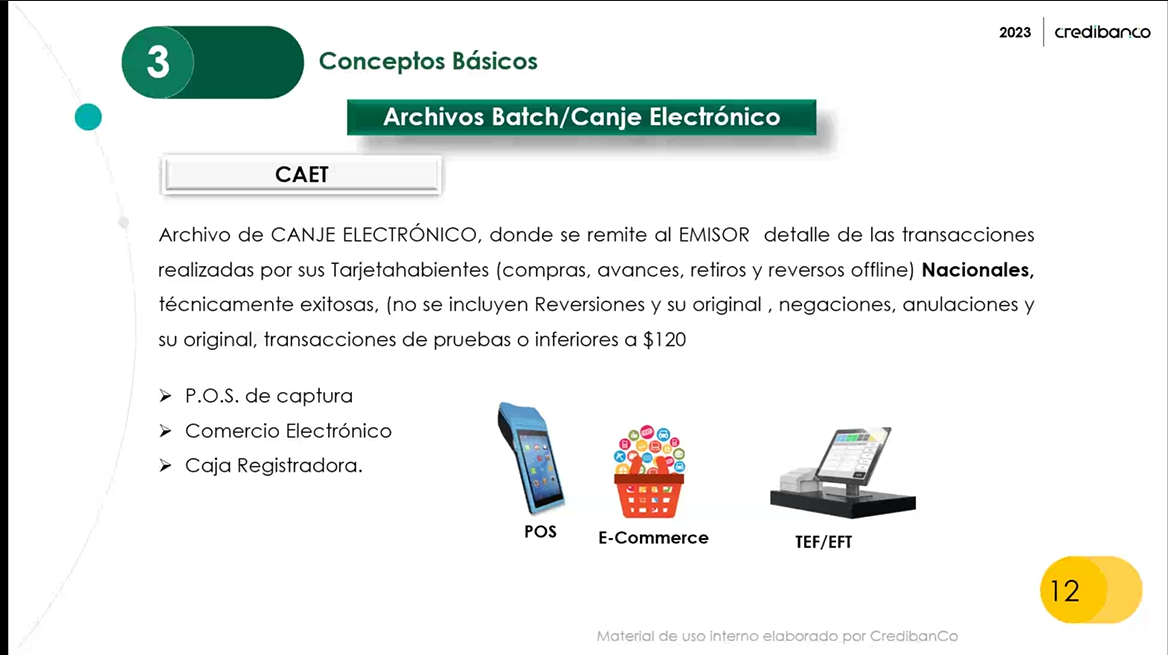 2023
credibanco
3
Conceptos Básicos
Archivos Batch/Canje Electrónico
CAET
Archivo de CANJE ELECTRÓNICO, donde se remite al EMISOR detalle de las transacciones
realizadas por sus Tarjetahabientes (compras, avances, retiros y reversos offline) Nacionales,
técnicamente exitosas, (no se incluyen Reversiones y su original , negaciones, anulaciones y
su original, transacciones de pruebas o inferiores a $120
➢ P.O.S. de captura
➢ Comercio Electrónico
➢ Caja Registradora.
POS
E-Commerce
TEF/EFT
12
Material de uso interno elaborado por CredibanCo